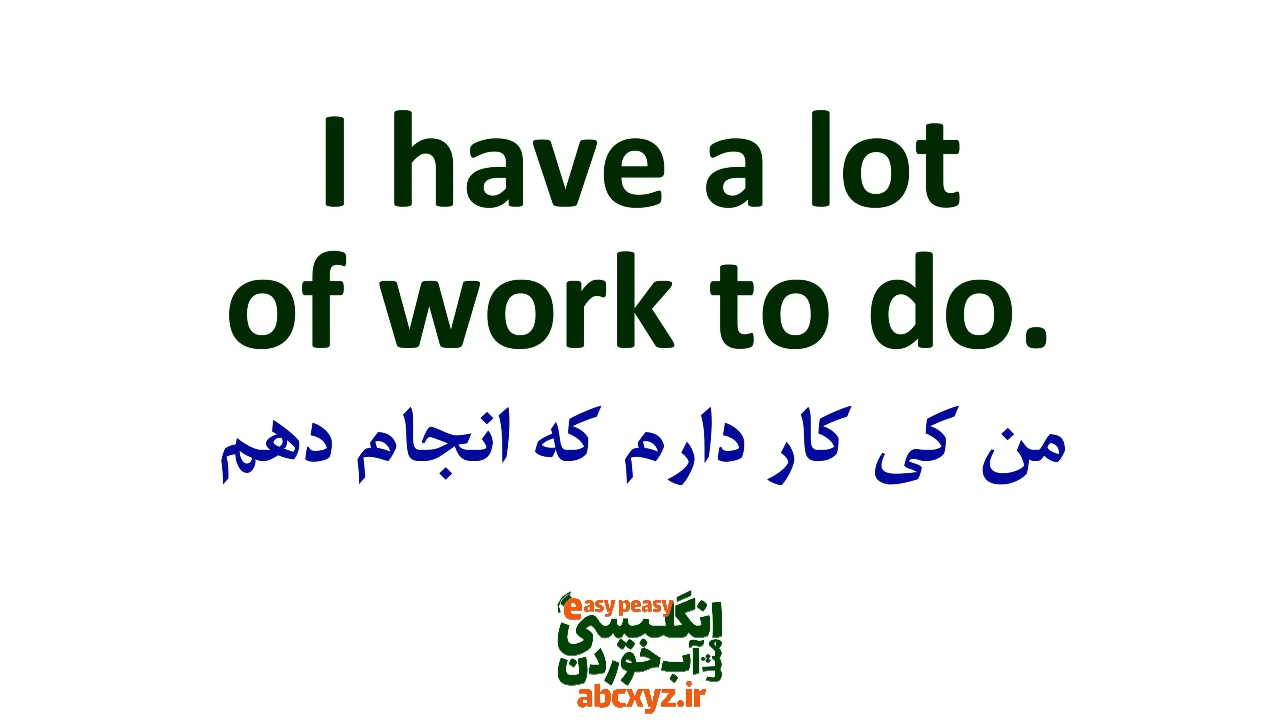 I have a lot
of work to do.
من کی کار دارم که انجام دهم
easy peasy
انگلیسی
مثل
آب خوردن
abcxyz.ir